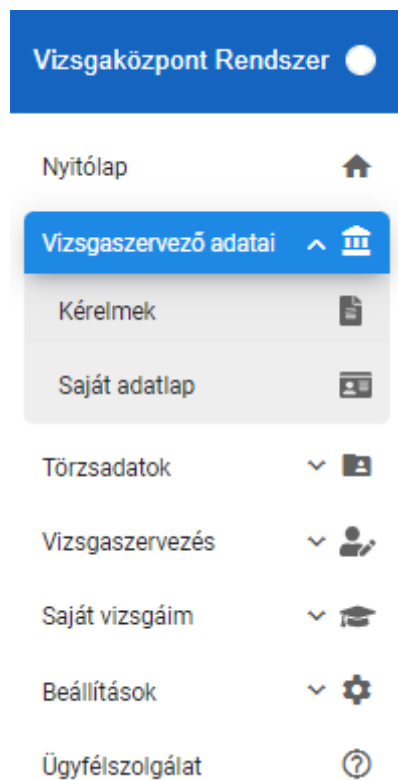 Vizsgaközpont Rendszer
Nyitólap
Vizsgaszervező adatai
Kérelmek
Saját adatlap
Törzsadatok
Vizsgaszervezés
Saját vizsgáim
Beállítások
Ügyfélszolgálat